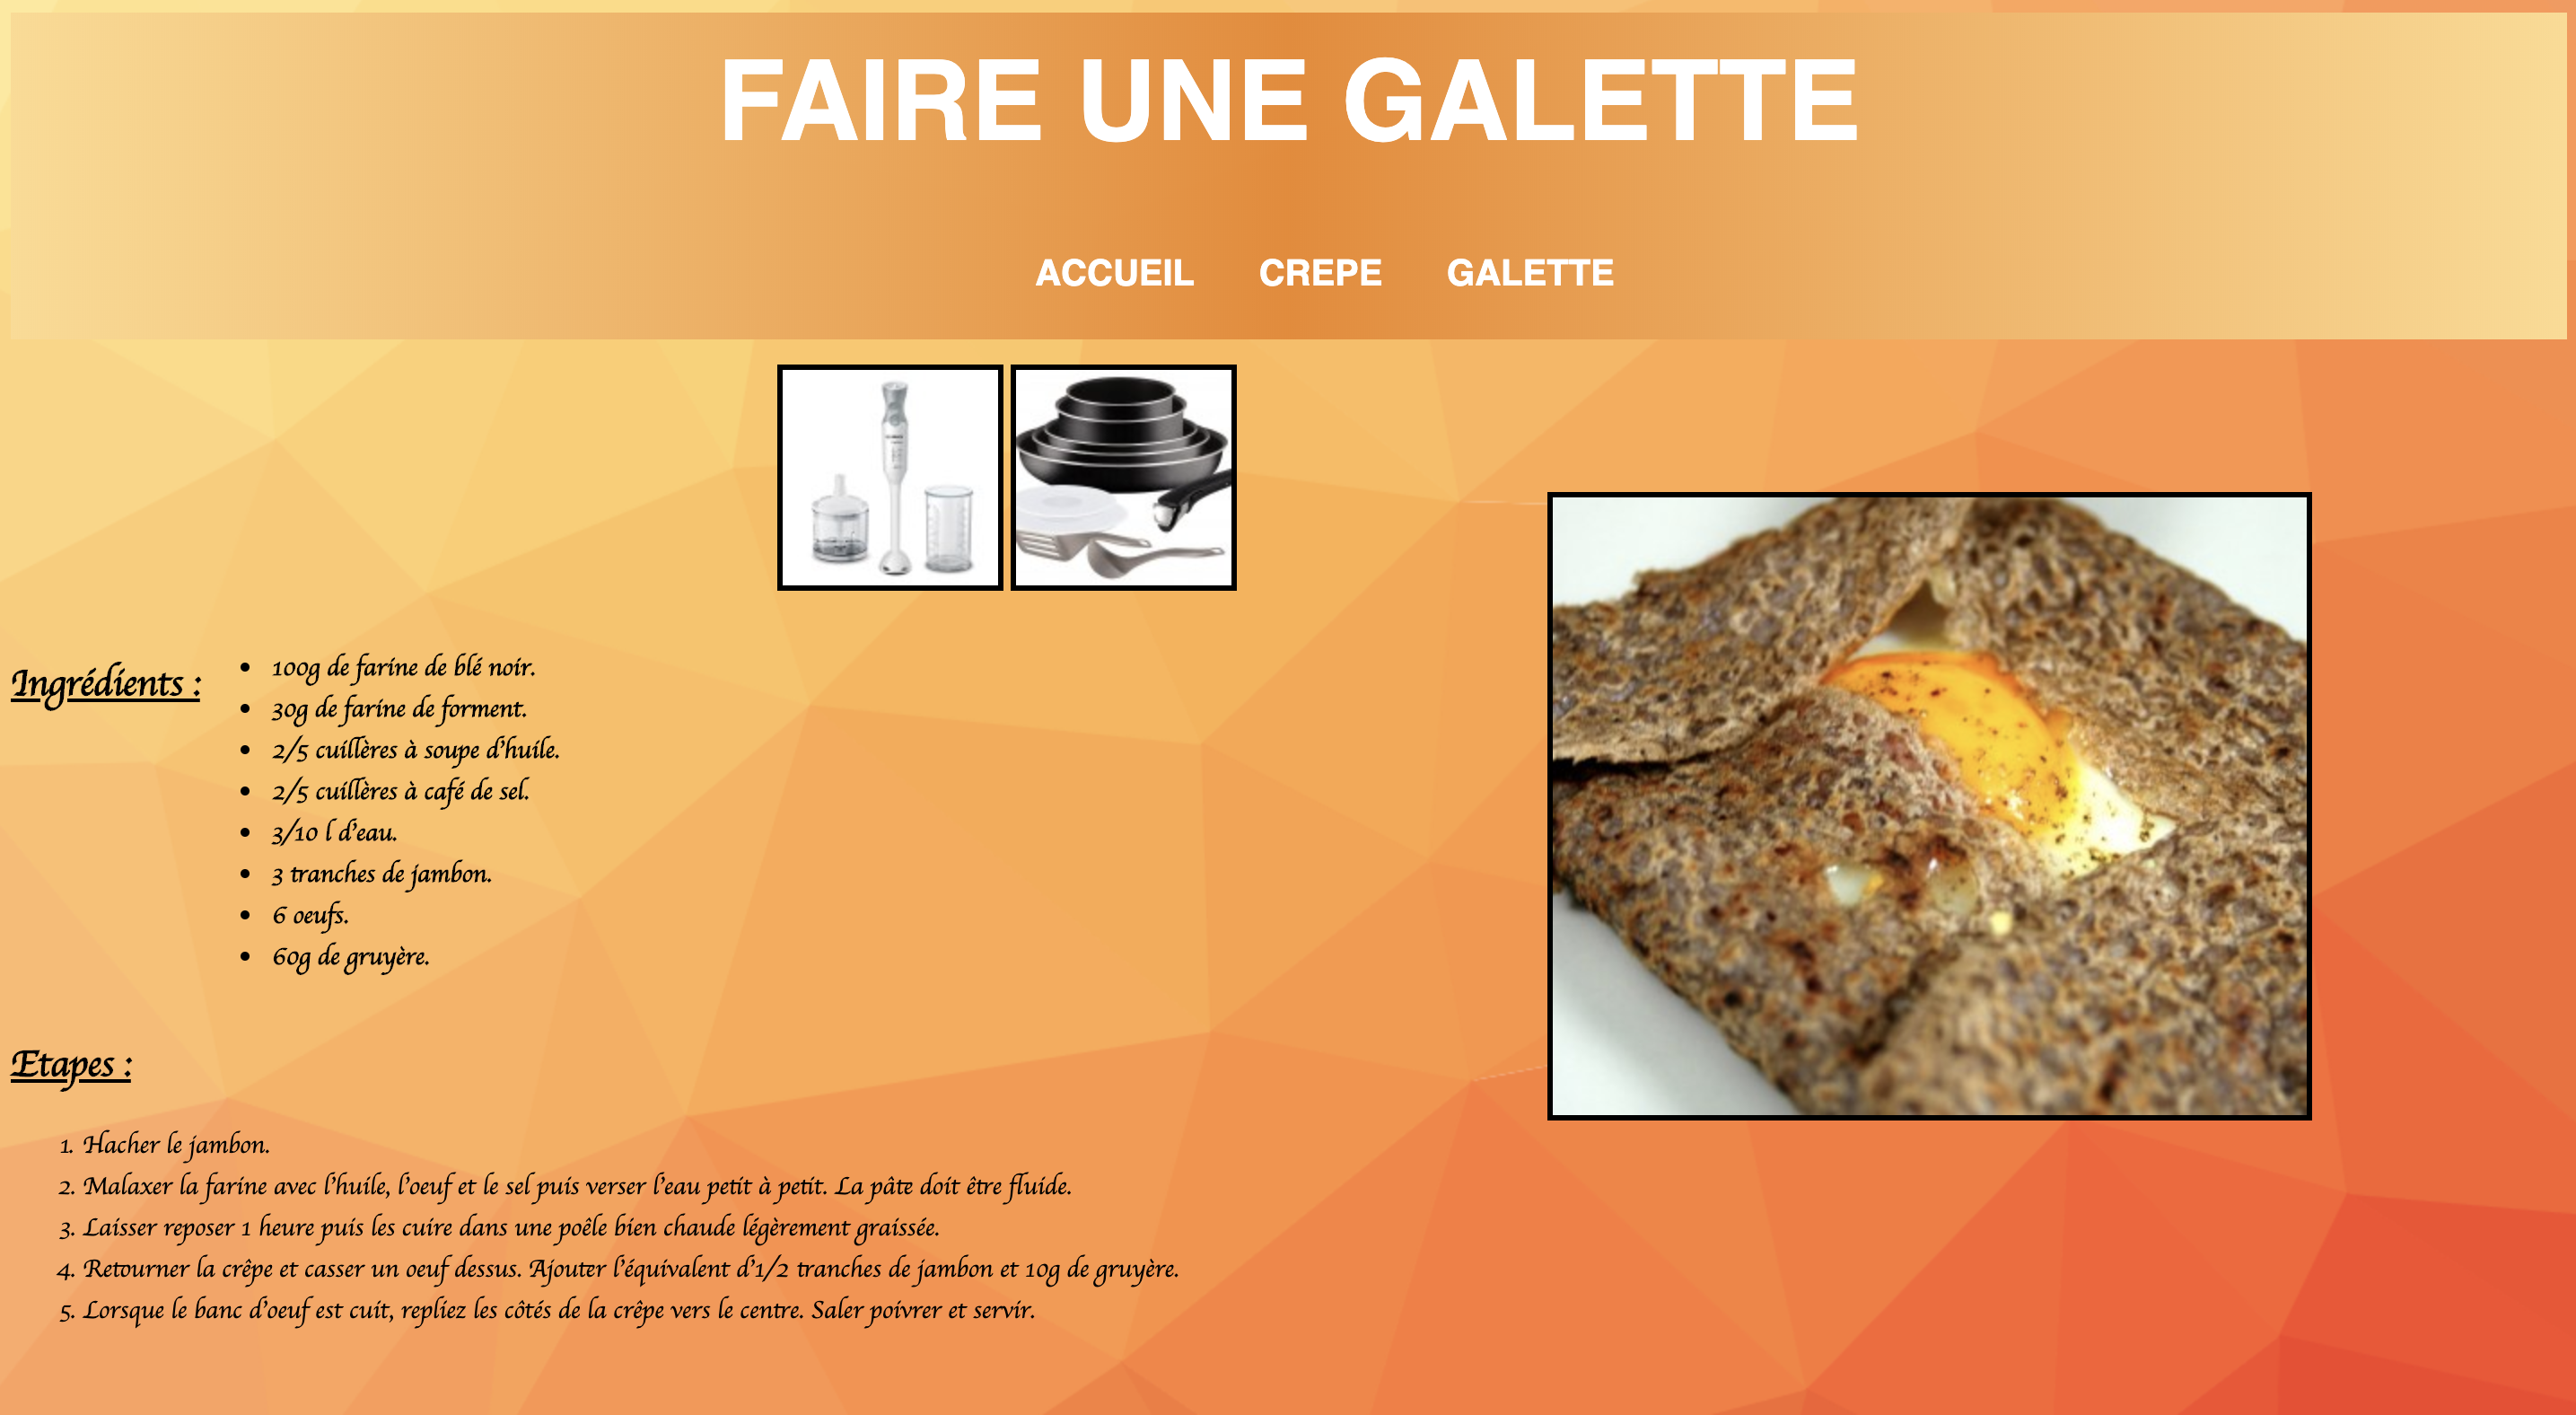 FAIRE UNE GALETTE
ACCUEIL CREPE GALETTE
Ingrédients :
100g de farine de blé noir.
30g de farine de forment.
2/5 cuillères à soupe d'huile.
2/5 cuillères à café de sel.
3/10 l d'eau.
3 tranches de jambon.
6 oeufs.
60g de gruyère.
Etapes :
1. Hacher le jambon.
2. Malaxer la farine avec l'huile, l'oeuf et le sel puis verser l'eau petit à petit. La pâte doit être fluide.
3. Laisser reposer 1 heure puis les cuire dans une poêle bien chaude légèrement graissée.
4. Retourner la crêpe et casser un oeuf dessus. Ajouter l'équivalent d'1/2 tranches de jambon et 10g de gruyère.
5. Lorsque le banc d'oeuf est cuit, repliez les côtés de la crêpe vers le centre. Saler poivrer et servir.